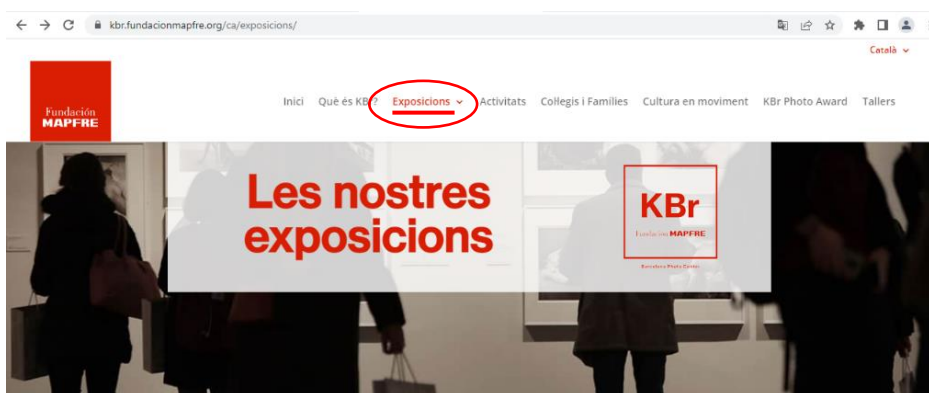 kbr.fundacionmapfre.org/ca/exposicions/
Català
Fundación
MAPFRE
Inici Què és KBr? Exposicions Activitats Col·legis i Famílies Cultura en moviment KBr Photo Award Tallers
Les nostres
exposicions
KBr
Fundación MAPFRE
Barcelona Photo Center